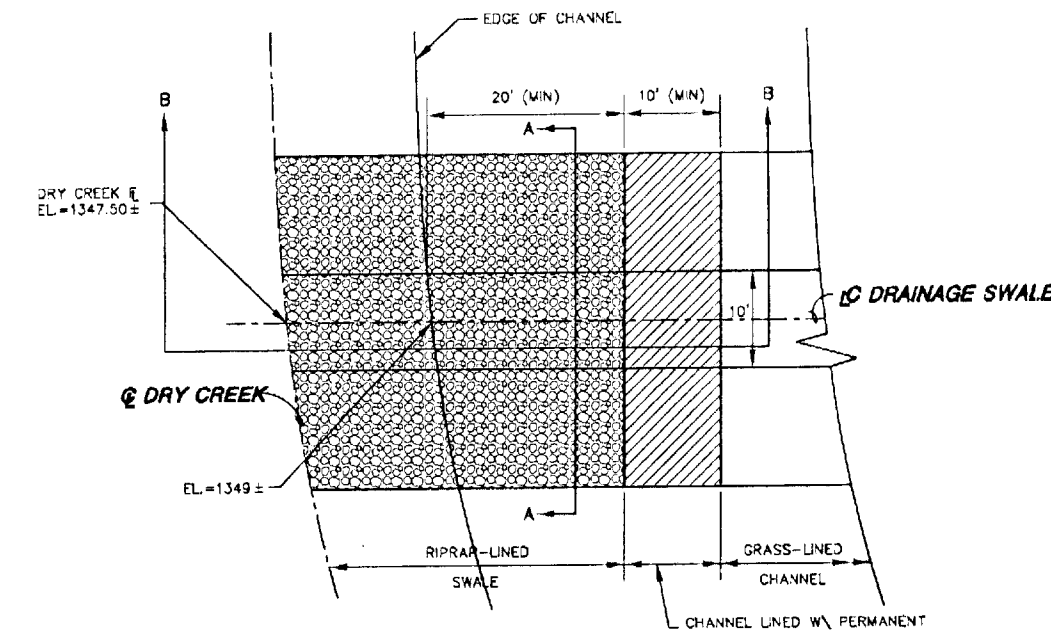 EDGE OF CHANNEL
B
20' (MIN)
10' (MIN)
B
A
DRY CREEK ℄
EL.=1347.50±
10'
℄ DRAINAGE SWALE
℄ DRY CREEK
EL.=1349±
A
RIPRAR-LINED
SWALE
GRASS-LINED
CHANNEL
CHANNEL LINED W\ PERMANENT